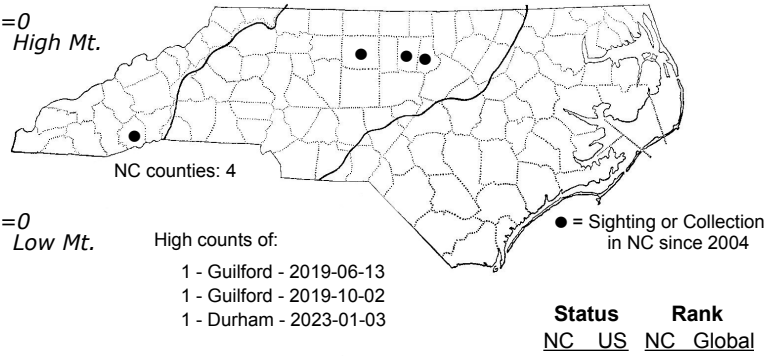 =0
High Mt.
NC counties: 4
=0
Low Mt.
High counts of:
1 - Guilford - 2019-06-13
1 - Guilford - 2019-10-02
1 - Durham - 2023-01-03
● = Sighting or Collection
in NC since 2004
Status Rank
NC US NC Global